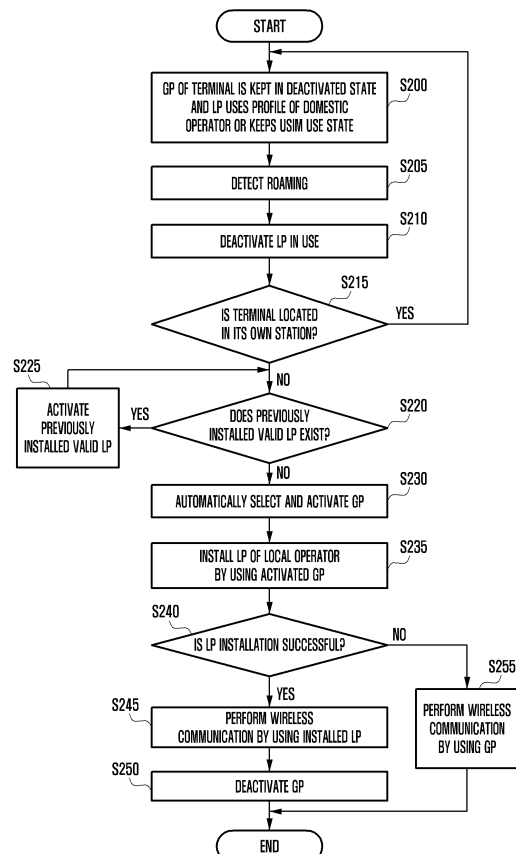 START
GP OF TERMINAL IS KEPT IN DEACTIVATED STATE
AND LP USES PROFILE OF DOMESTIC
OPERATOR OR KEEPS USIM USE STATE
S200
DETECT ROAMING
S205
DEACTIVATE LP IN USE
S210
S215
IS TERMINAL LOCATED
IN ITS OWN STATION?
YES
NO
S225
ACTIVATE
PREVIOUSLY
INSTALLED VALID LP
YES
DOES PREVIOUSLY
INSTALLED VALID LP EXIST?
S220
NO
AUTOMATICALLY SELECT AND ACTIVATE GP
S230
INSTALL LP OF LOCAL OPERATOR
BY USING ACTIVATED GP
S235
S240
IS LP INSTALLATION SUCCESSFUL?
NO
YES
S245
PERFORM WIRELESS
COMMUNICATION BY USING INSTALLED LP
S255
PERFORM WIRELESS
COMMUNICATION
BY USING GP
S250
DEACTIVATE GP
END